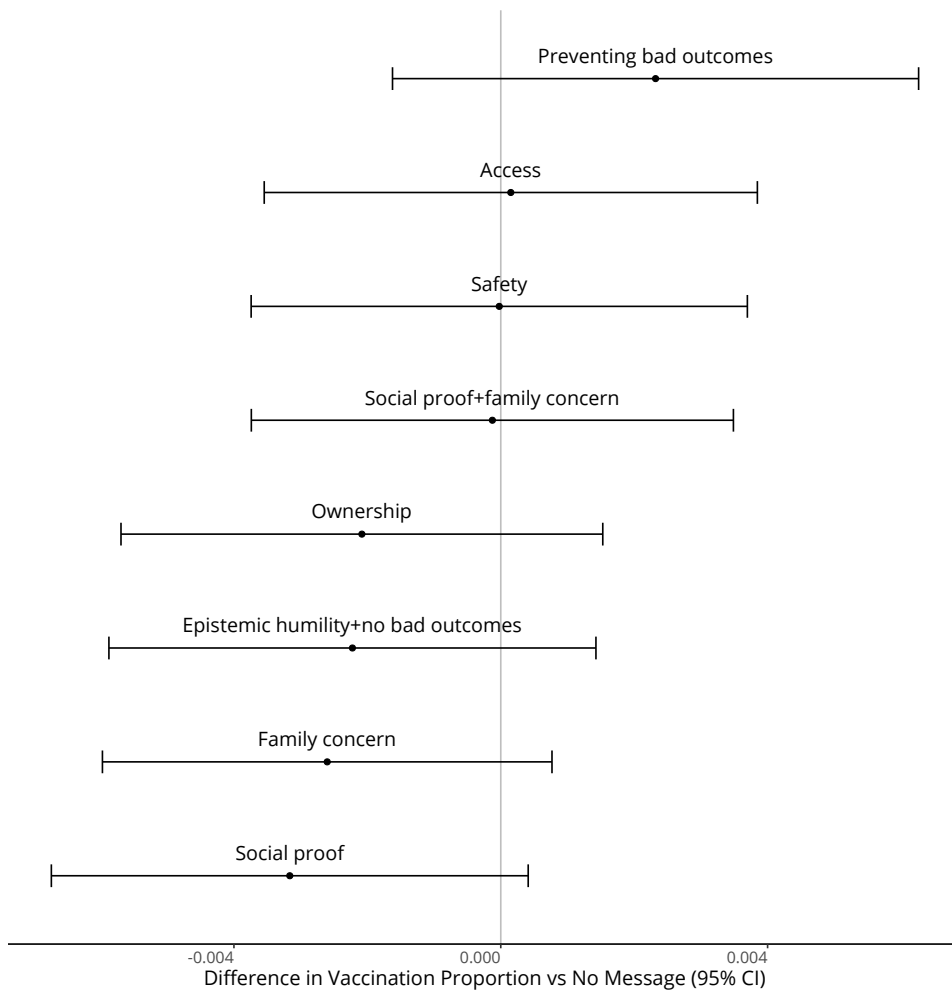 Preventing bad outcomes
Access
Safety
Social proof+family concern
Ownership
Epistemic humility+no bad outcomes
Family concern
Social proof
-0.004 0.000 0.004
Difference in Vaccination Proportion vs No Message (95% CI)